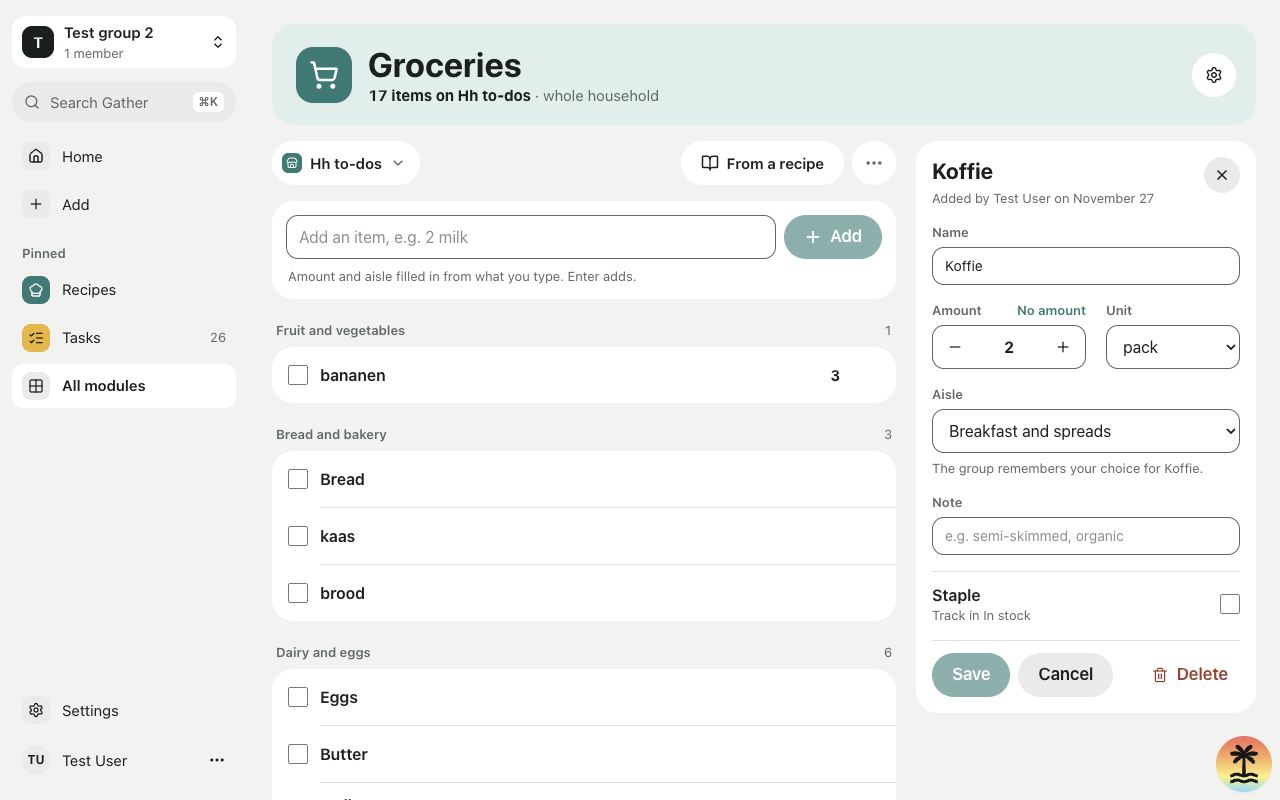 T
Test group 2
1 member
Search Gather
⌘K
Home
Add
Pinned
Recipes
Tasks
26
All modules
Settings
TU
Test User
Groceries
17 items on Hh to-dos · whole household
Hh to-dos
From a recipe
Add an item, e.g. 2 milk
Add
Amount and aisle filled in from what you type. Enter adds.
Fruit and vegetables
1
bananen
3
Bread and bakery
3
Bread
kaas
brood
Dairy and eggs
6
Eggs
Butter
Koffie
Added by Test User on November 27
Name
Koffie
Amount
No amount
Unit
2
pack
Aisle
Breakfast and spreads
The group remembers your choice for Koffie.
Note
e.g. semi-skimmed, organic
Staple
Track in In stock
Save
Cancel
Delete